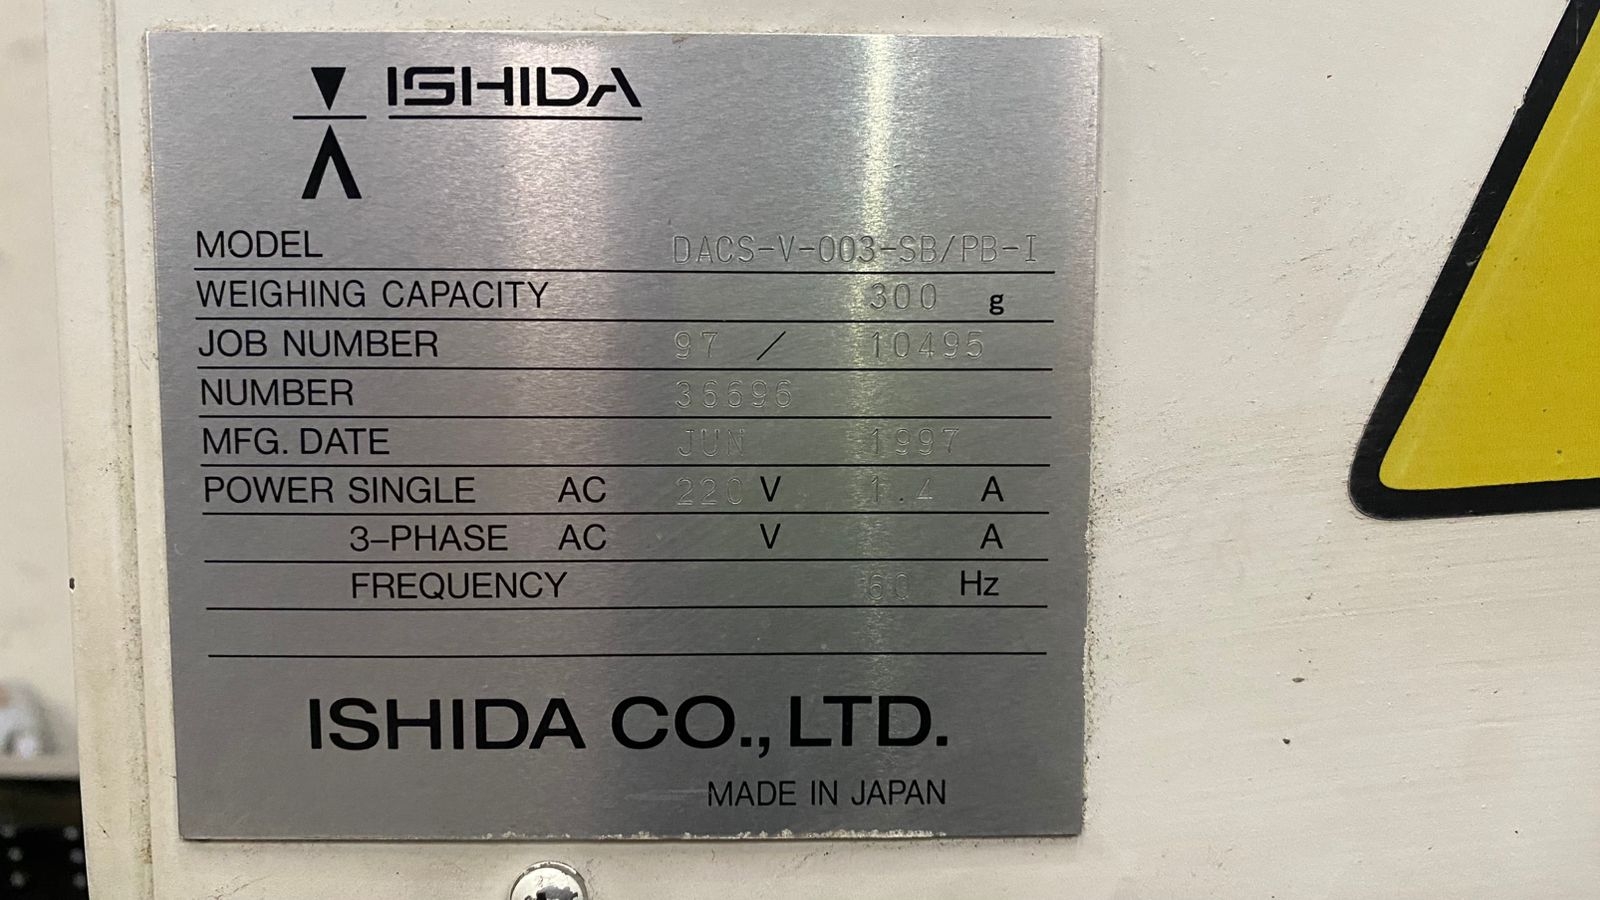 ISHIDA
MODEL DACS-V-003-SB/PB-I
WEIGHING CAPACITY 300 g
JOB NUMBER 97 / 10495
NUMBER 36696
MFG. DATE JUN 1997
POWER SINGLE AC 220 V 1.4 A
3-PHASE AC V A
FREQUENCY 60 Hz
ISHIDA CO., LTD.
MADE IN JAPAN